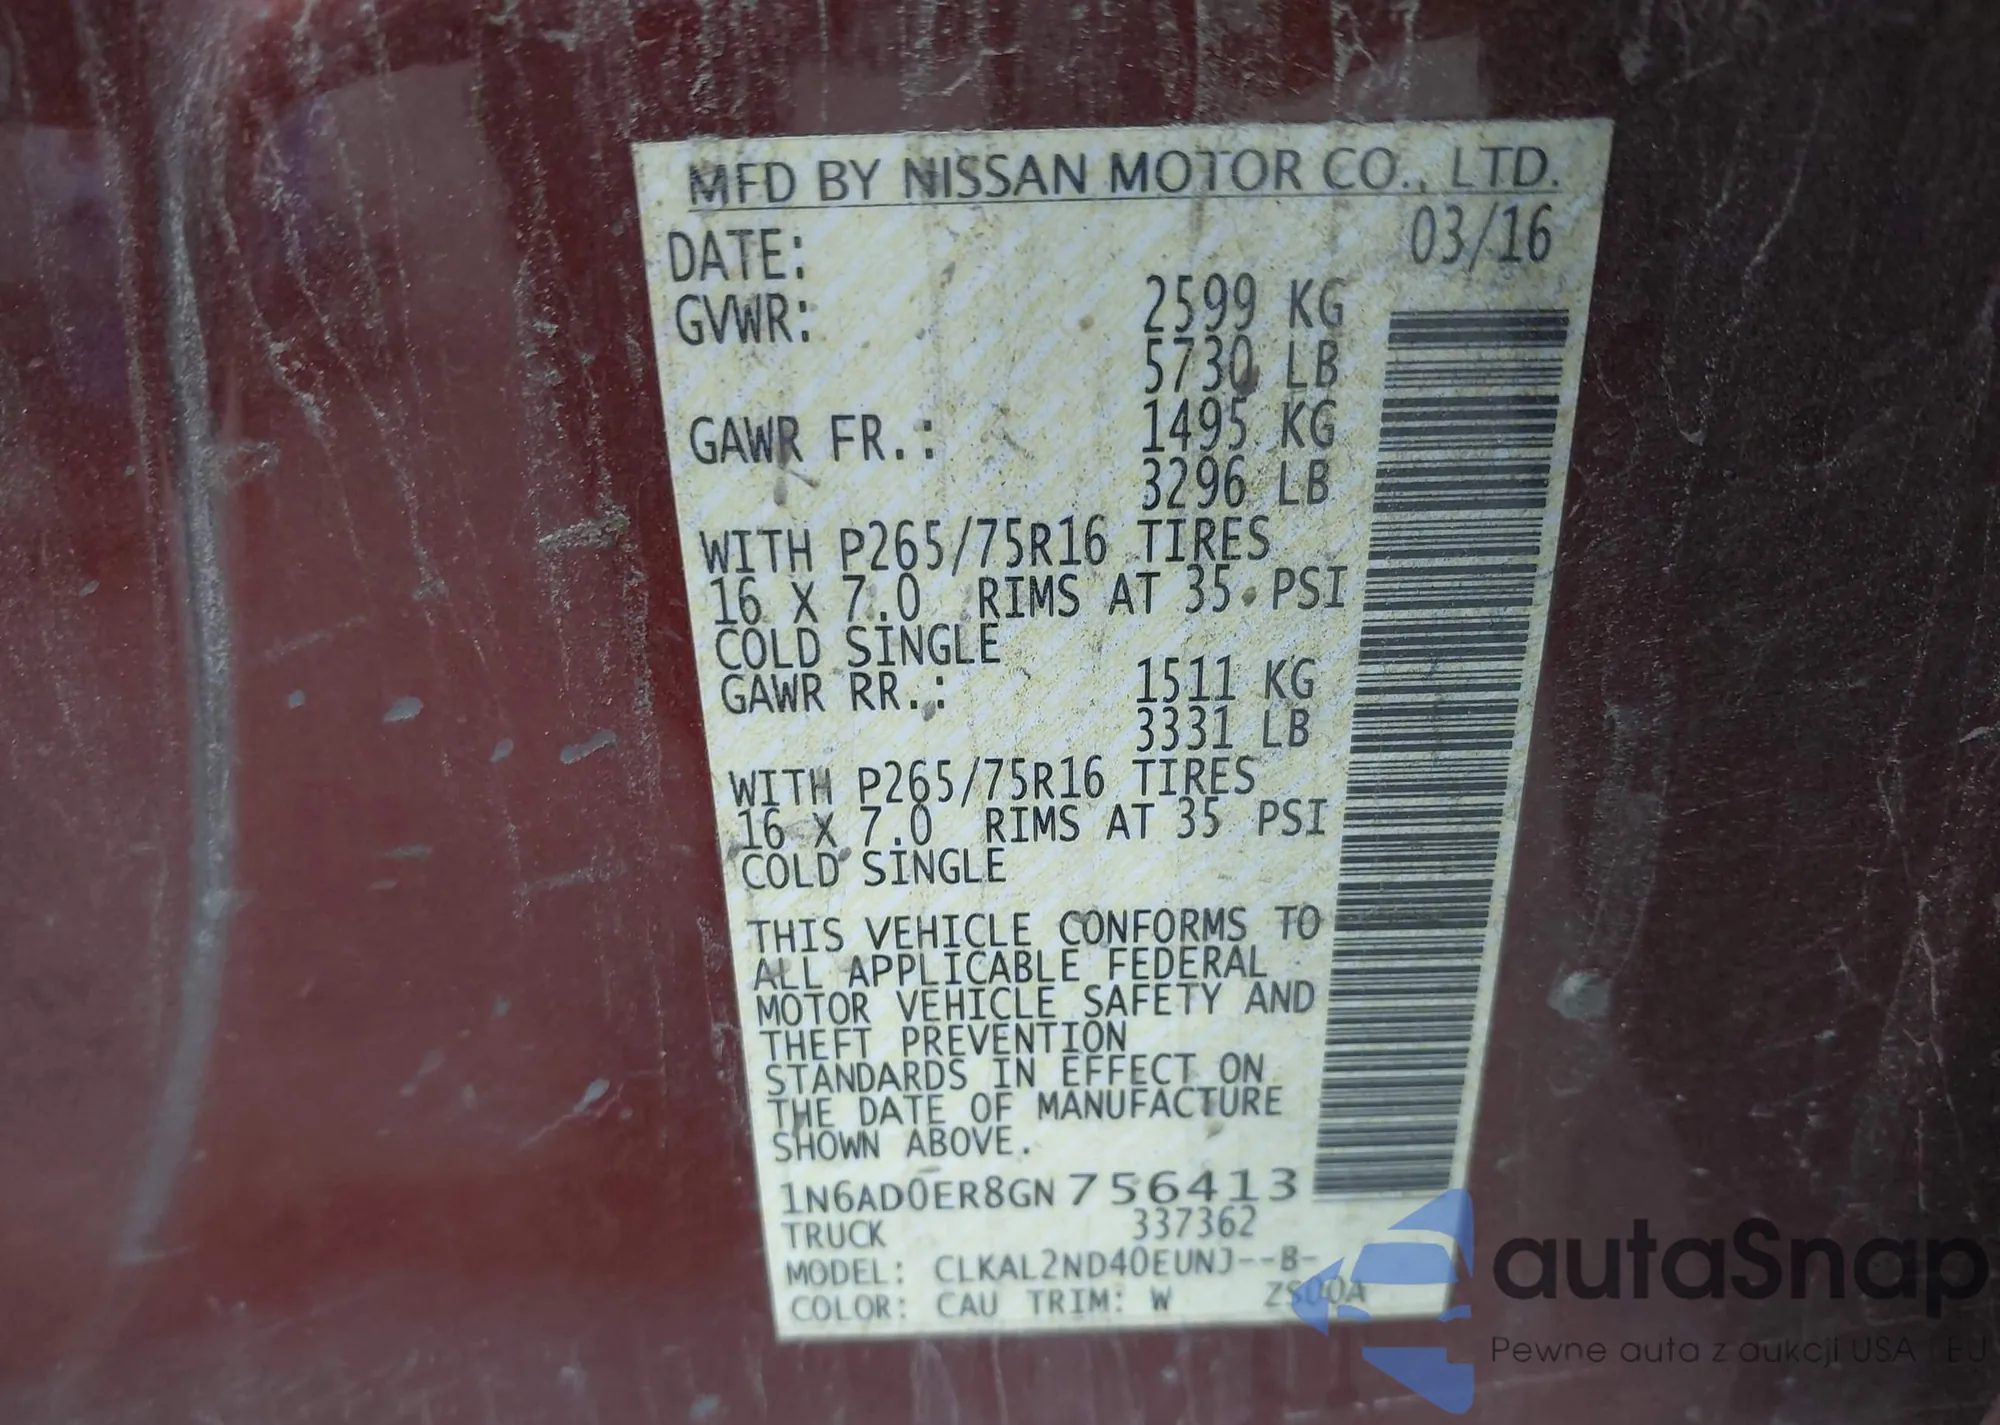 MFD BY NISSAN MOTOR CO., LTD.
DATE: 03/16
GVWR: 2599 KG
5730 LB
GAWR FR.: 1495 KG
3296 LB
WITH P265/75R16 TIRES
16 X 7.0 RIMS AT 35 PSI
COLD SINGLE
GAWR RR.: 1511 KG
3331 LB
WITH P265/75R16 TIRES
16 X 7.0 RIMS AT 35 PSI
COLD SINGLE
THIS VEHICLE CONFORMS TO
ALL APPLICABLE FEDERAL
MOTOR VEHICLE SAFETY AND
THEFT PREVENTION
STANDARDS IN EFFECT ON
THE DATE OF MANUFACTURE
SHOWN ABOVE.
1N6AD0ER8GN756413
TRUCK 337362
MODEL: CLKAL2ND40EUNJ--B-
COLOR: CAU TRIM: W ZS00A
autaSnap
Pewne auta z aukcji USA i EU